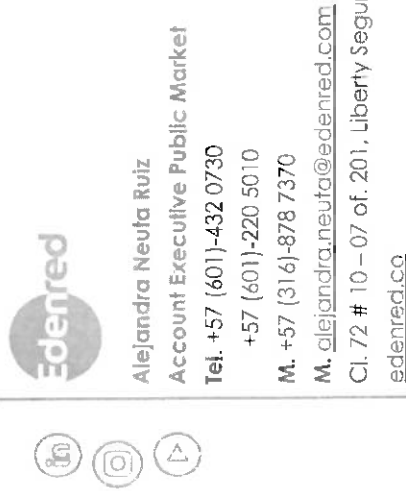 Edenred
Alejandra Neuta Ruiz
Account Executive Public Market
Tel. +57 (601)-432 0730
+57 (601)-220 5010
M. +57 (316)-878 7370
M. alejandra.neuta@edenred.com
Cl. 72 # 10 – 07 of. 201, Liberty Segu
edenred.co
in